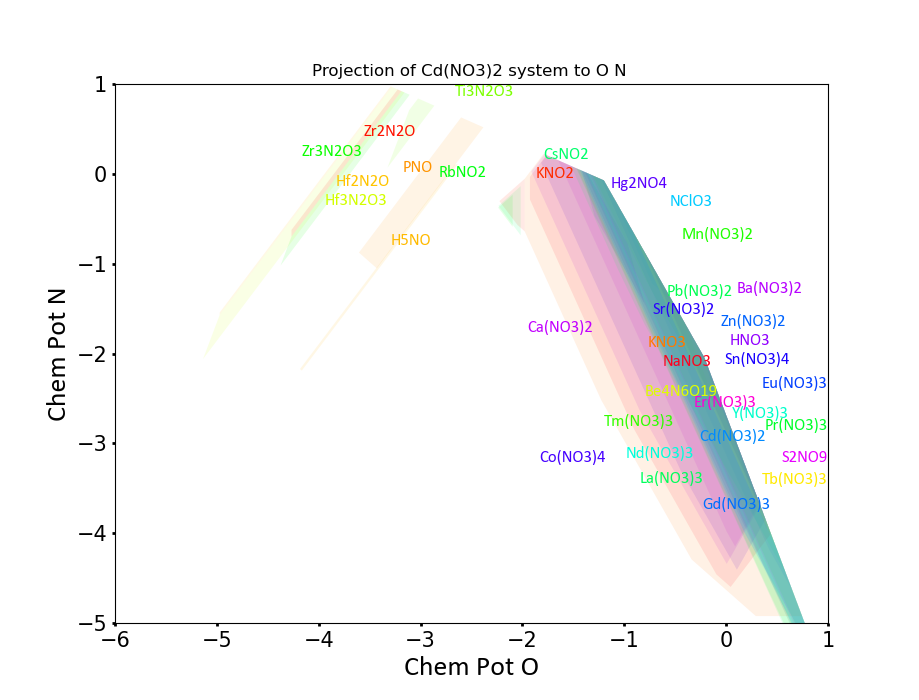 Projection of Cd(NO3)2 system to O N
1
Ti3N2O3
Zr2N2O
Zr3N2O3
CsNO2
0
PNO
RbNO2
KNO2
Hf2N2O
Hg2NO4
Hf3N2O3
NClO3
H5NO
Mn(NO3)2
−1
Pb(NO3)2
Ba(NO3)2
Sr(NO3)2
Ca(NO3)2
Zn(NO3)2
KNO3
HNO3
−2
NaNO3
Sn(NO3)4
Eu(NO3)3
Be4N6O19
Er(NO3)3
Y(NO3)3
Tm(NO3)3
Pr(NO3)3
Cd(NO3)2
−3
Co(NO3)4
Nd(NO3)3
S2NO9
La(NO3)3
Tb(NO3)3
Gd(NO3)3
−4
−5
Chem Pot N
−6 −5 −4 −3 −2 −1 0 1
Chem Pot O